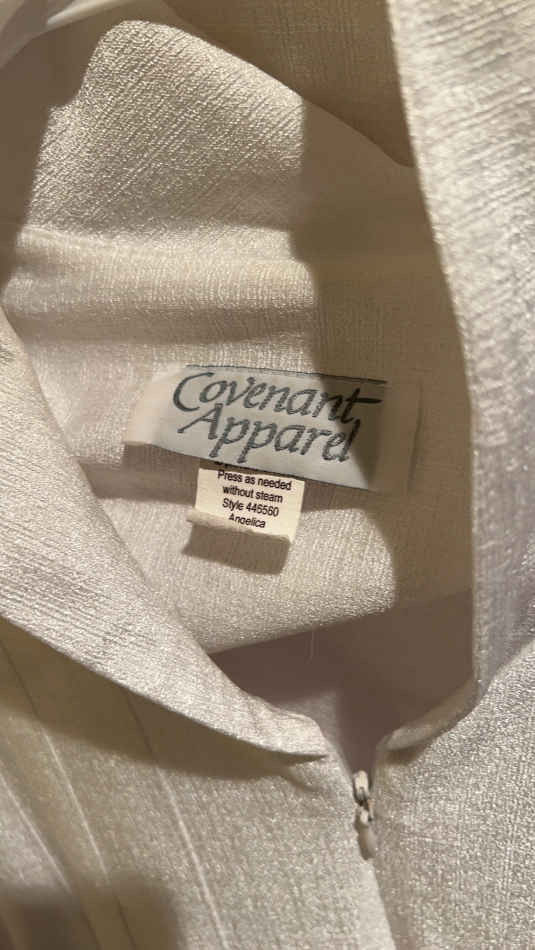 Covenant
Apparel
Press as needed
without steam
Style 446560
Angelica